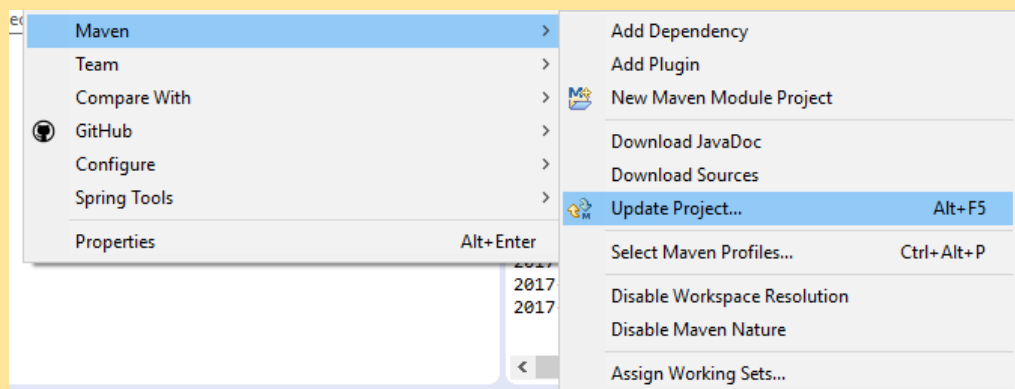 Maven
Team
Compare With
GitHub
Configure
Spring Tools
Properties Alt+Enter
Add Dependency
Add Plugin
New Maven Module Project
Download JavaDoc
Download Sources
Update Project... Alt+F5
Select Maven Profiles... Ctrl+Alt+P
Disable Workspace Resolution
Disable Maven Nature
Assign Working Sets...
2017-
2017-